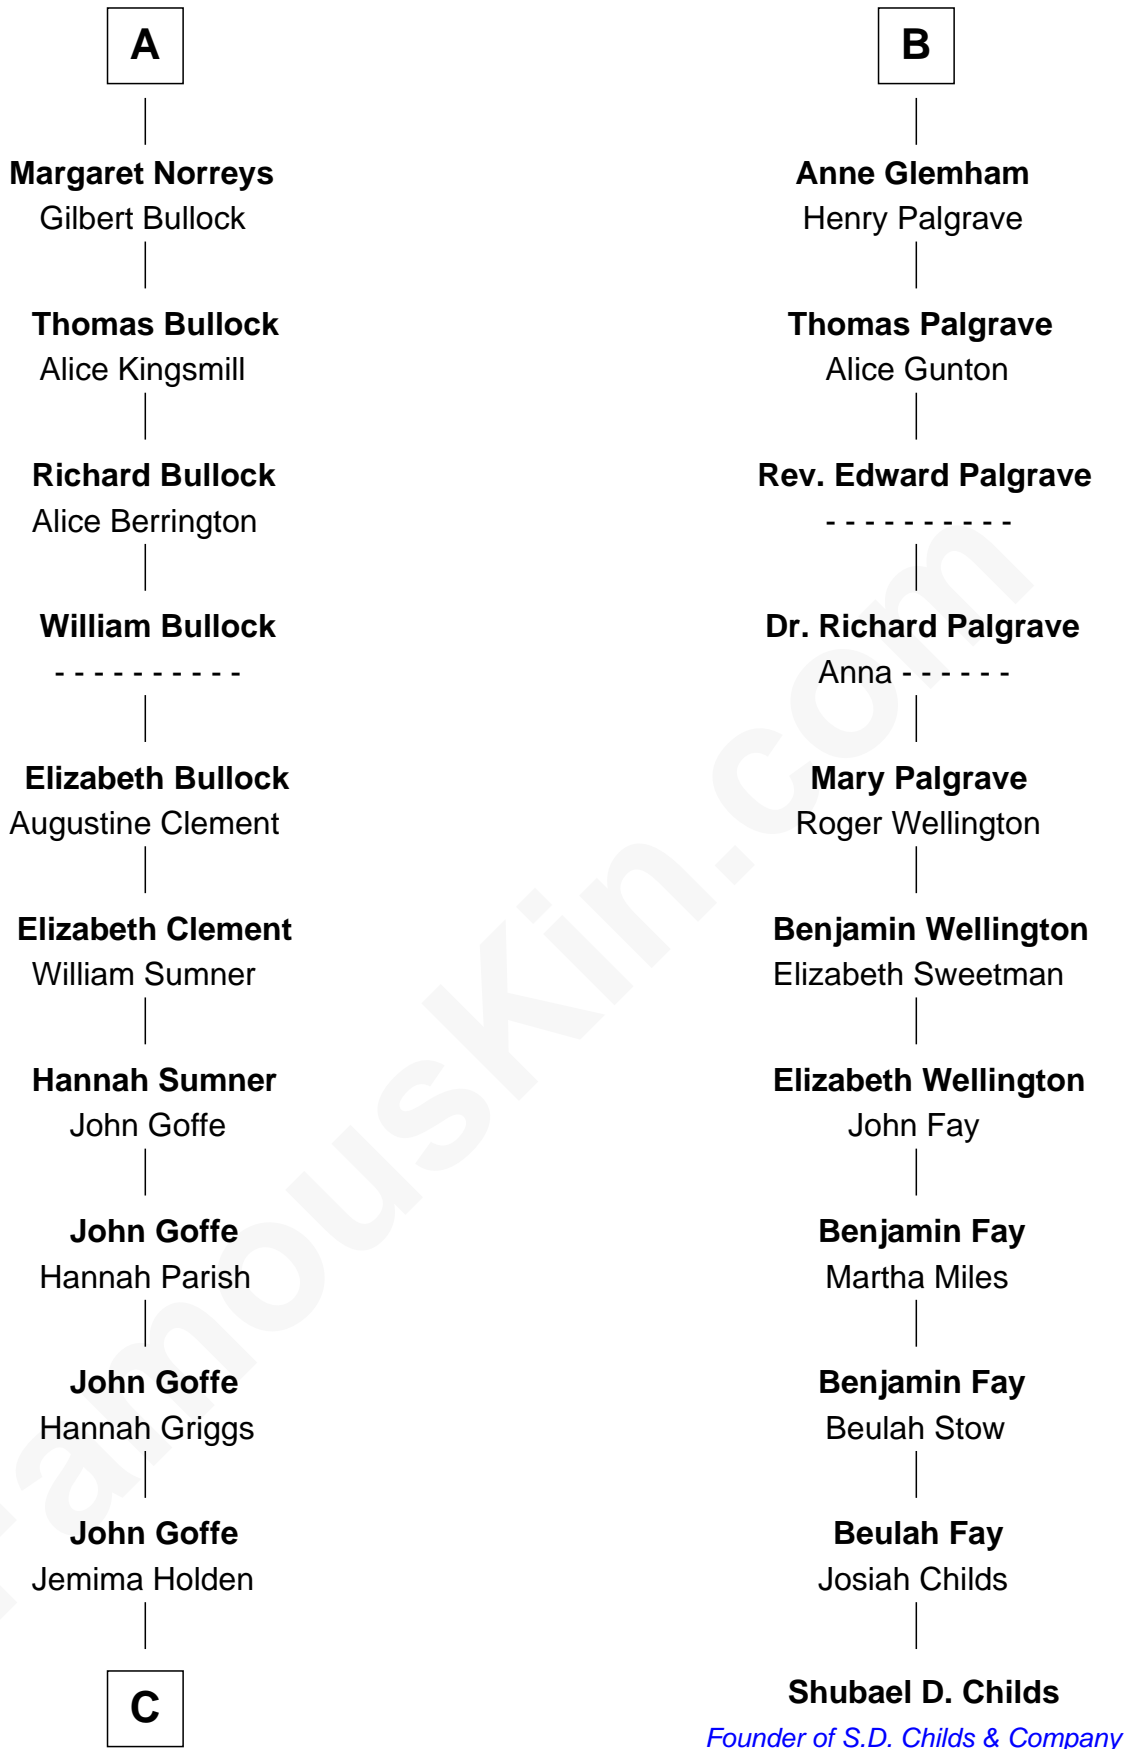 A
Margaret Norreys
Gilbert Bullock
Thomas Bullock
Alice Kingsmill
Richard Bullock
Alice Berrington
William Bullock
- - - - - - - - - -
Elizabeth Bullock
Augustine Clement
Elizabeth Clement
William Sumner
Hannah Sumner
John Goffe
John Goffe
Hannah Parish
John Goffe
Hannah Griggs
John Goffe
Jemima Holden
C
B
Anne Glemham
Henry Palgrave
Thomas Palgrave
Alice Gunton
Rev. Edward Palgrave
- - - - - - - - - -
Dr. Richard Palgrave
Anna - - - - - -
Mary Palgrave
Roger Wellington
Benjamin Wellington
Elizabeth Sweetman
Elizabeth Wellington
John Fay
Benjamin Fay
Martha Miles
Benjamin Fay
Beulah Stow
Beulah Fay
Josiah Childs
Shubael D. Childs
Founder of S.D. Childs & Company
FamousKin.com